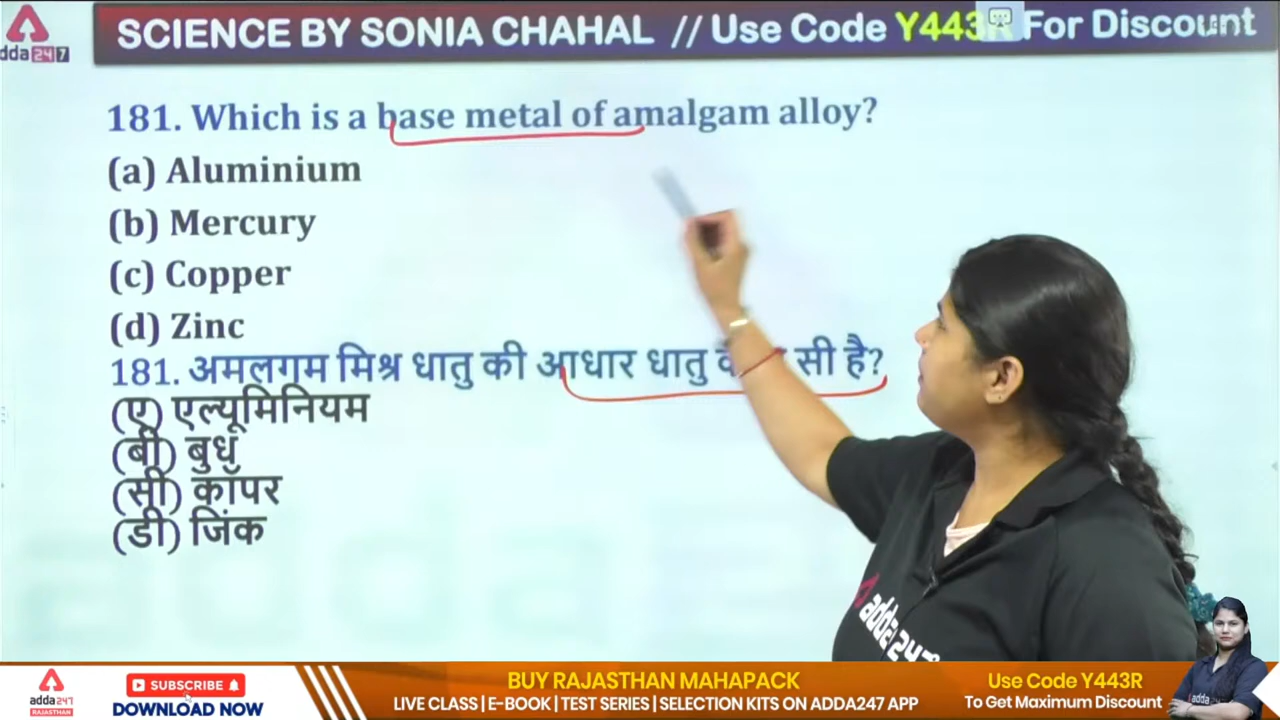 SCIENCE BY SONIA CHAHAL // Use Code Y443R For Discount
adda247
181. Which is a base metal of amalgam alloy?
(a) Aluminium
(b) Mercury
(c) Copper
(d) Zinc
181. अमलगम मिश्र धातु की आधार धातु सी है?
(ए) एल्यूमिनियम
(बी) बुध
(सी) कॉपर
(डी) जिंक
adda247
adda247
RAJASTHAN
SUBSCRIBE
DOWNLOAD NOW
BUY RAJASTHAN MAHAPACK
LIVE CLASS | E-BOOK | TEST SERIES | SELECTION KITS ON ADDA247 APP
Use Code Y443R
To Get Maximum Discount
adda